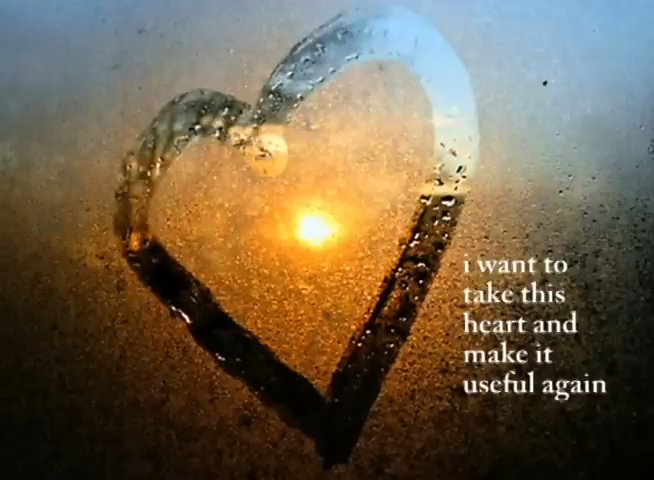 i want to
take this
heart and
make it
useful again